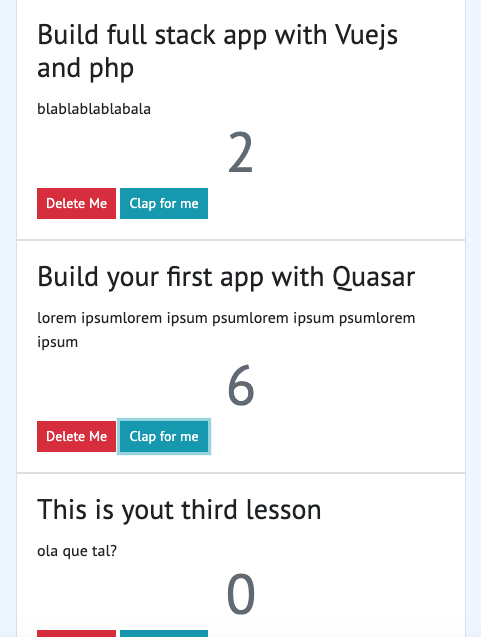 Build full stack app with Vuejs
and php
blablablablabala
2
Delete Me Clap for me
Build your first app with Quasar
lorem ipsumlorem ipsum psumlorem ipsum psumlorem
ipsum
6
Delete Me Clap for me
This is yout third lesson
ola que tal?
0